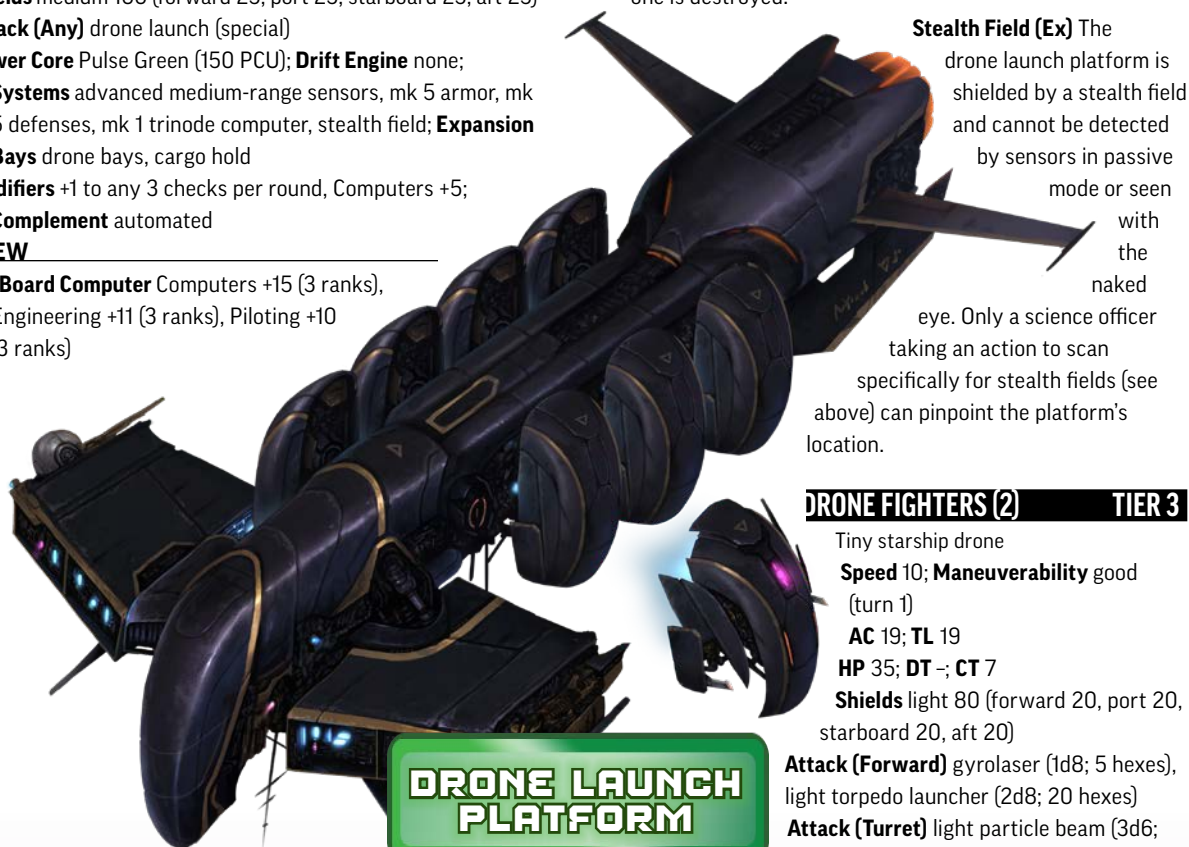 medium 100 (forward 25, port 25, starboard 25, aft 25)
(Any) drone launch (special)
Core Pulse Green (150 PCU); Drift Engine none;
Systems advanced medium-range sensors, mk 5 armor, mk
5 defenses, mk 1 trinode computer, stealth field; Expansion
Bays drone bays, cargo hold
+1 to any 3 checks per round, Computers +5;
Complement automated
Board Computer Computers +15 (3 ranks),
Engineering +11 (3 ranks), Piloting +10
3 ranks)
one is destroyed.
Stealth Field (Ex) The
drone launch platform is
shielded by a stealth field
and cannot be detected
by sensors in passive
mode or seen
with
the
naked
eye. Only a science officer
taking an action to scan
specifically for stealth fields (see
above) can pinpoint the platform's
location.
DRONE FIGHTERS (2) TIER 3
Tiny starship drone
Speed 10; Maneuverability good
(turn 1)
AC 19; TL 19
HP 35; DT –; CT 7
Shields light 80 (forward 20, port 20,
starboard 20, aft 20)
Attack (Forward) gyrolaser (1d8; 5 hexes),
light torpedo launcher (2d8; 20 hexes)
Attack (Turret) light particle beam (3d6;
DRONE LAUNCH
PLATFORM